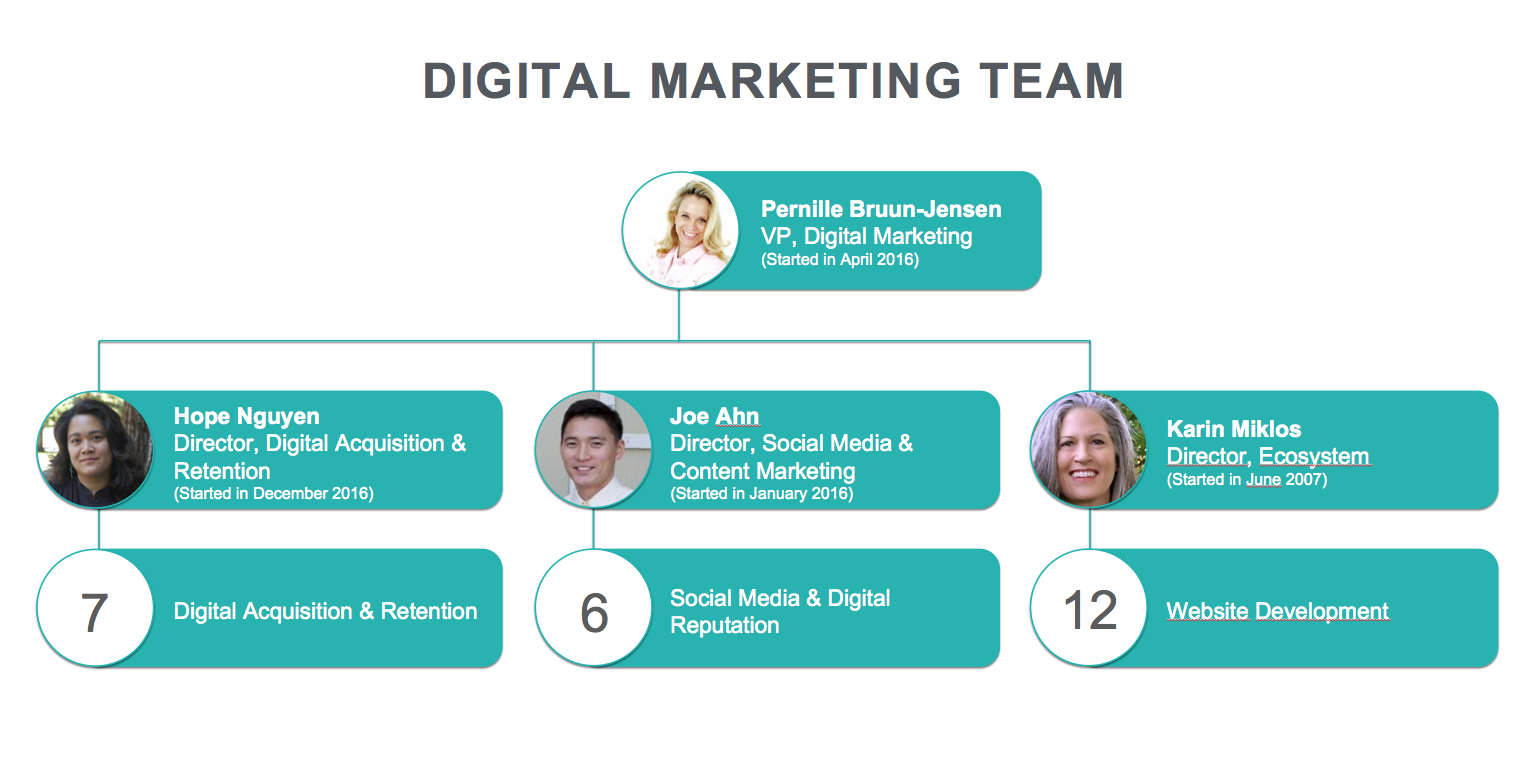 DIGITAL MARKETING TEAM
Pernille Bruun-Jensen
VP, Digital Marketing
(Started in April 2016)
Hope Nguyen
Director, Digital Acquisition &
Retention
(Started in December 2016)
Joe Ahn
Director, Social Media &
Content Marketing
(Started in January 2016)
Karin Miklos
Director, Ecosystem
(Started in June 2007)
7
Digital Acquisition & Retention
6
Social Media & Digital
Reputation
12
Website Development